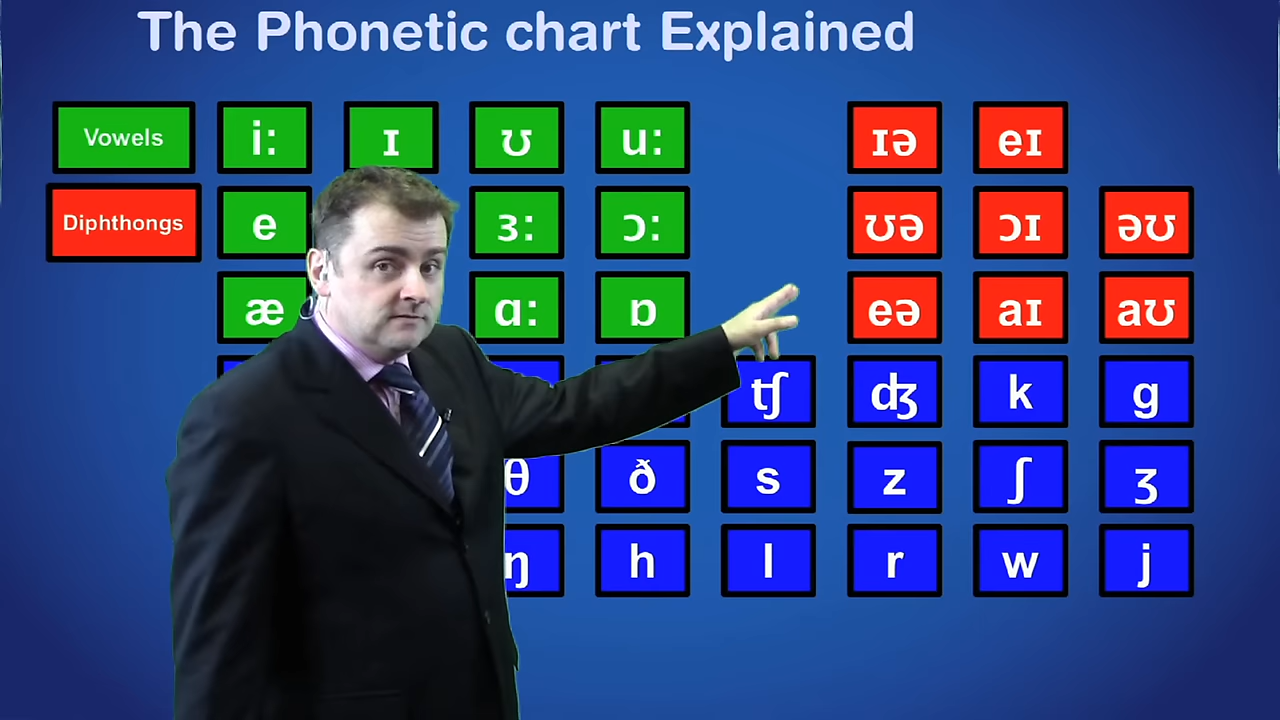 The Phonetic chart Explained
Vowels i: ɪ ʊ u: ɪə eɪ
Diphthongs e ɜ: ɔ: ʊə ɔɪ əʊ
æ ɑ: ɒ eə aɪ aʊ
ʧ ʤ k g
θ ð s z ʃ ʒ
ŋ h l r w j